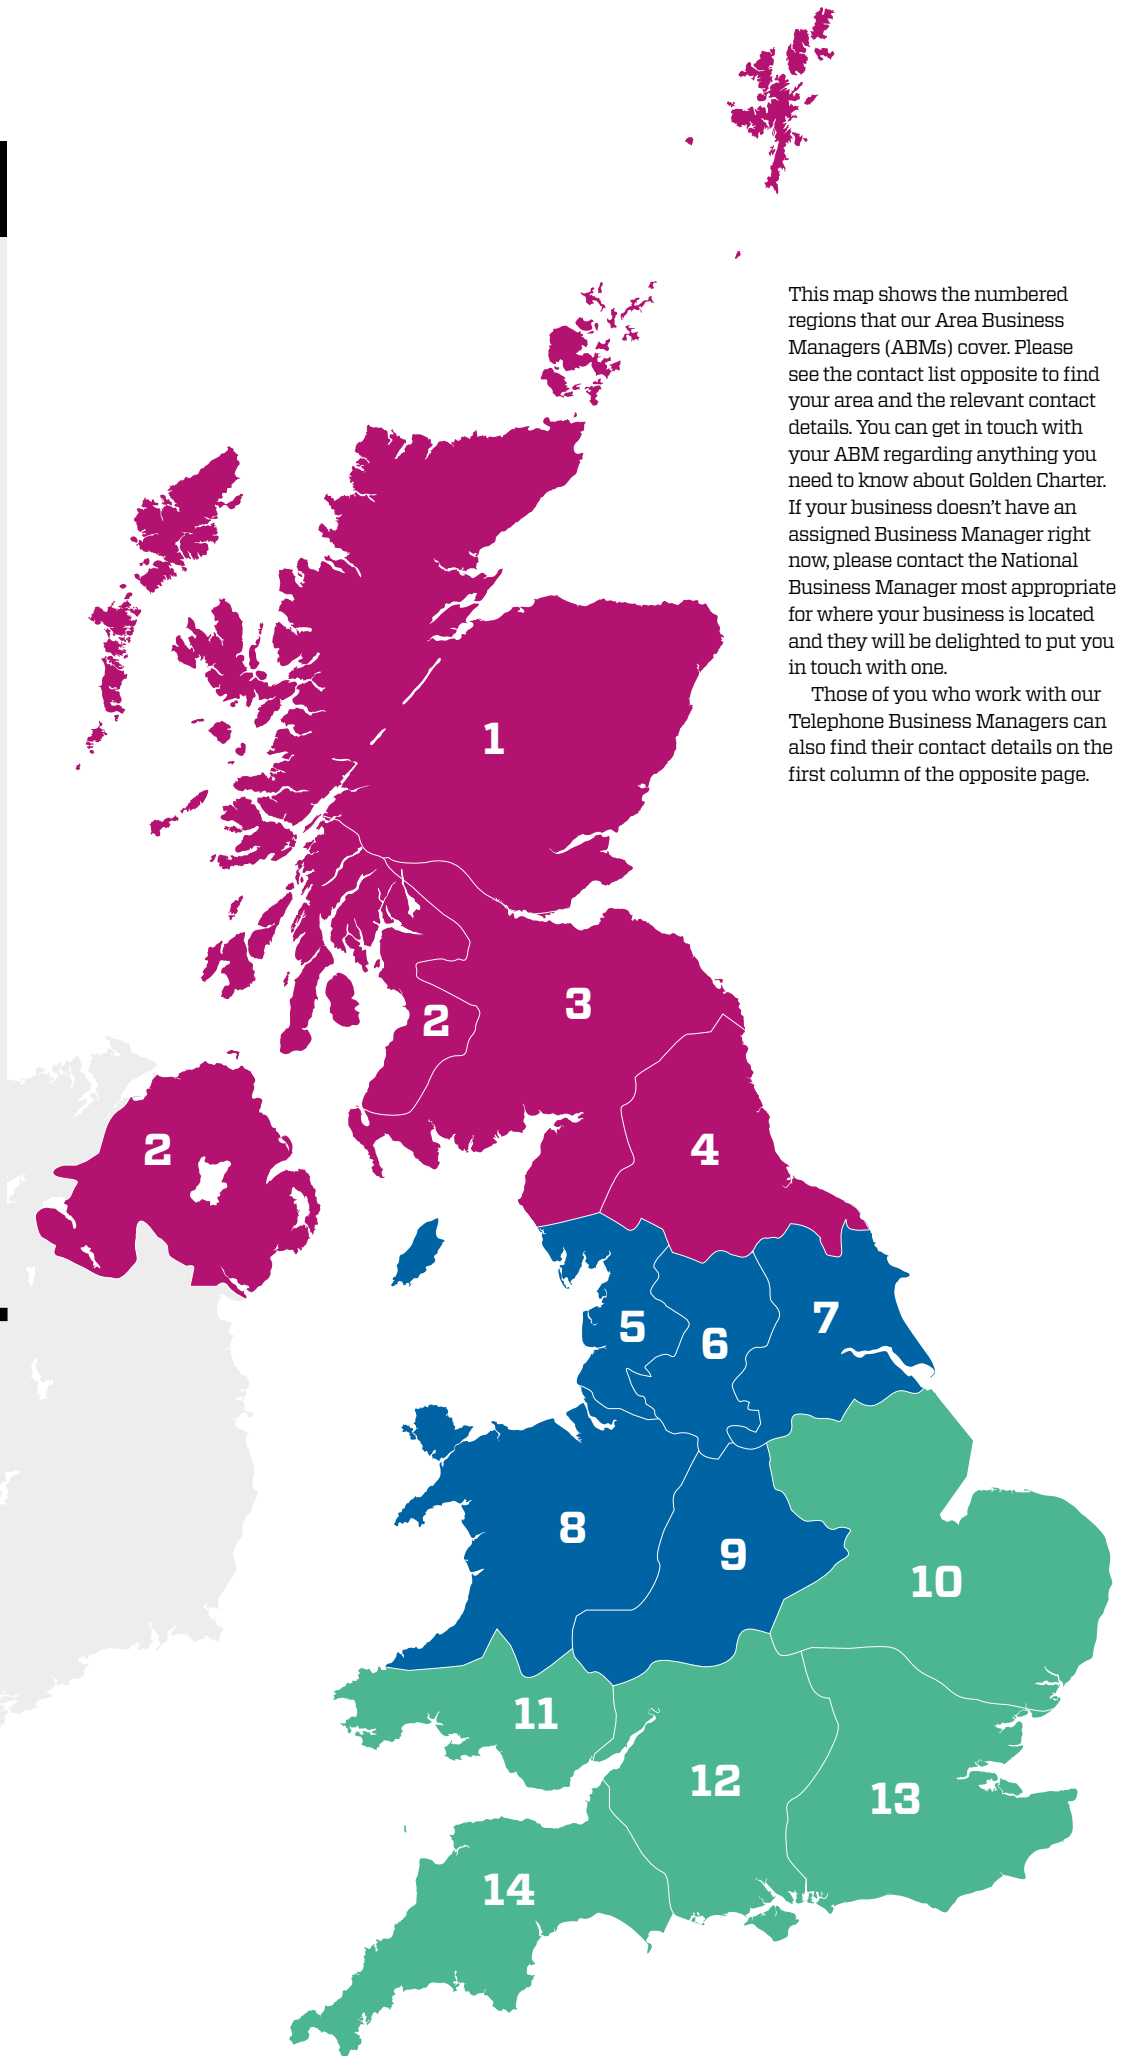 This map shows the numbered
regions that our Area Business
Managers (ABMs) cover. Please
see the contact list opposite to find
your area and the relevant contact
details. You can get in touch with
your ABM regarding anything you
need to know about Golden Charter.
If your business doesn’t have an
assigned Business Manager right
now, please contact the National
Business Manager most appropriate
for where your business is located
and they will be delighted to put you
in touch with one.
Those of you who work with our
Telephone Business Managers can
also find their contact details on the
first column of the opposite page.
1
2
3
2
4
5
6
7
8
9
10
11
12
13
14